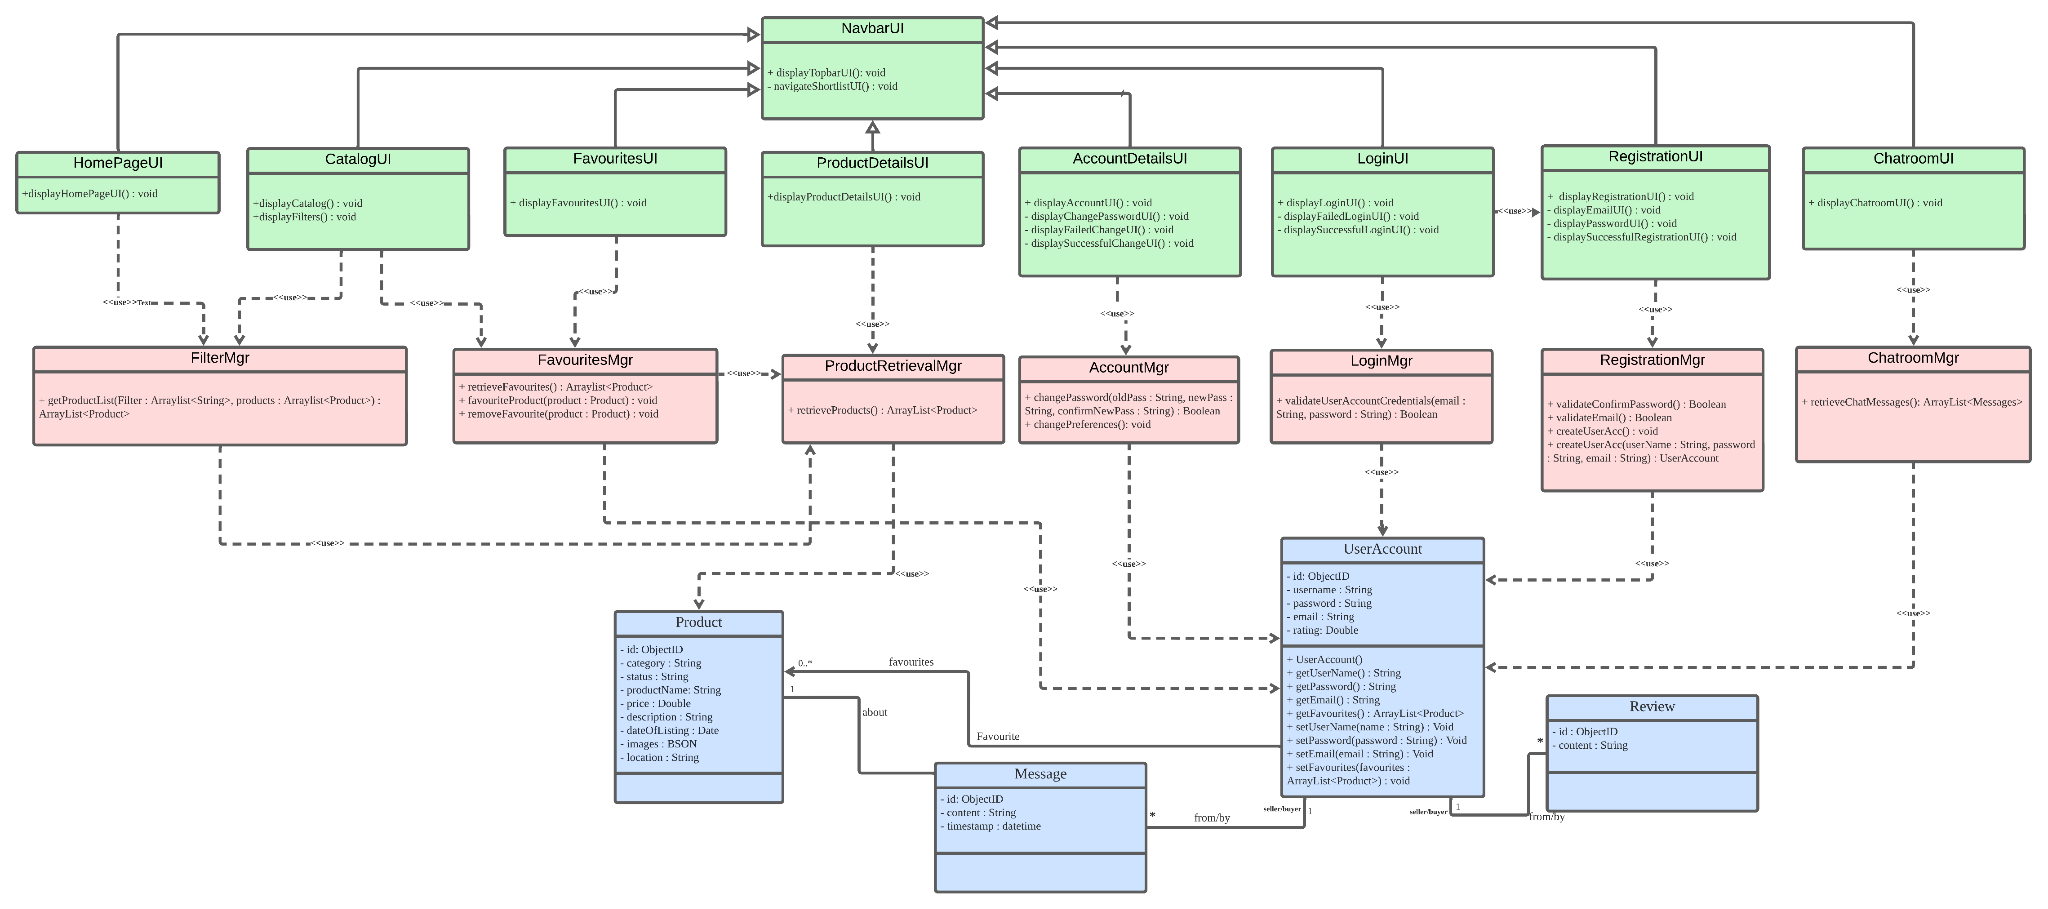 NavbarUI
+ displayTopbarUI(): void
- navigateShortlistUI() : void
HomePageUI
+displayHomePageUI() : void
CatalogUI
+displayCatalog() : void
+displayFilters() : void
FavouritesUI
+ displayFavouritesUI() : void
ProductDetailsUI
+displayProductDetailsUI() : void
AccountDetailsUI
+ displayAccountUI() : void
- displayChangePasswordUI() : void
- displayFailedChangeUI() : void
- displaySuccessfulChangeUI() : void
LoginUI
+ displayLoginUI() : void
- displayFailedLoginUI() : void
- displaySuccessfulLoginUI() : void
<<use>>
RegistrationUI
+ displayRegistrationUI() : void
- displayEmailUI() : void
- displayPasswordUI() : void
- displaySuccessfulRegistrationUI() : void
ChatroomUI
+ displayChatroomUI() : void
<<use>>Text
<<use>>
<<use>>
<<use>>
<<use>>
<<use>>
<<use>>
<<use>>
<<use>>
FilterMgr
+ getProductList(Filter : Arraylist<String>, products : Arraylist<Product>) :
ArrayList<Product>
FavouritesMgr
+ retrieveFavourites() : Arraylist<Product>
+ favouriteProduct(product : Product) : void
+ removeFavourite(product : Product) : void
<<use>>
ProductRetrievalMgr
+ retrieveProducts() : ArrayList<Product>
AccountMgr
+ changePassword(oldPass : String, newPass :
String, confirmNewPass : String) : Boolean
+ changePreferences(): void
LoginMgr
+ validateUserAccountCredentials(email :
String, password : String) : Boolean
RegistrationMgr
+ validateConfirmPassword() : Boolean
+ validateEmail() : Boolean
+ createUserAcc() : void
+ createUserAcc(userName : String, password
: String, email : String) : UserAccount
ChatroomMgr
+ retrieveChatMessages(): ArrayList<Messages>
<<use>>
<<use>>
<<use>>
<<use>>
<<use>>
<<use>>
<<use>>
Product
- id: ObjectID
- category : String
- status : String
- productName: String
- price : Double
- description : String
- dateOfListing : Date
- images : BSON
- location : String
0..*
favourites
1
about
Favourite
UserAccount
- id: ObjectID
- username : String
- password : String
- email : String
- rating: Double
+ UserAccount()
+ getUserName() : String
+ getPassword() : String
+ getEmail() : String
+ getFavourites() : ArrayList<Product>
+ setUserName(name : String) : Void
+ setPassword(password : String) : Void
+ setEmail(email : String) : Void
+ setFavourites(favourites :
ArrayList<Product>) : void
Review
- id : ObjectID
- content : String
*
Message
- id: ObjectID
- content : String
- timestamp : datetime
*
from/by
seller/buyer
1
seller/buyer
1
from/by